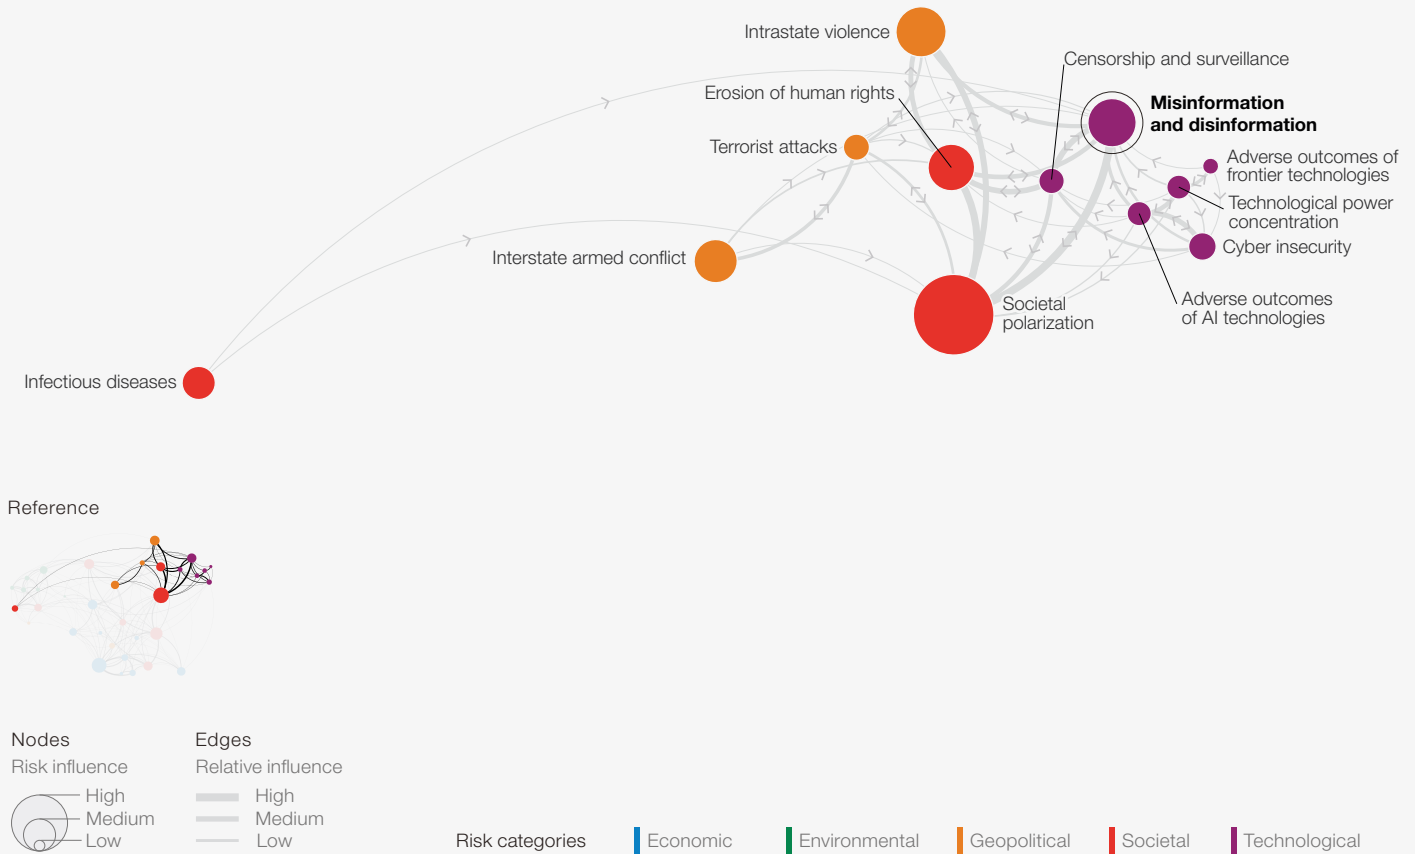 Intrastate violence
Censorship and surveillance
Erosion of human rights
Misinformation
and disinformation
Terrorist attacks
Adverse outcomes of
frontier technologies
Technological power
concentration
Interstate armed conflict
Cyber insecurity
Societal
polarization
Adverse outcomes
of AI technologies
Infectious diseases
Reference
Nodes
Risk influence
High
Medium
Low
Edges
Relative influence
High
Medium
Low
Risk categories
Economic
Environmental
Geopolitical
Societal
Technological